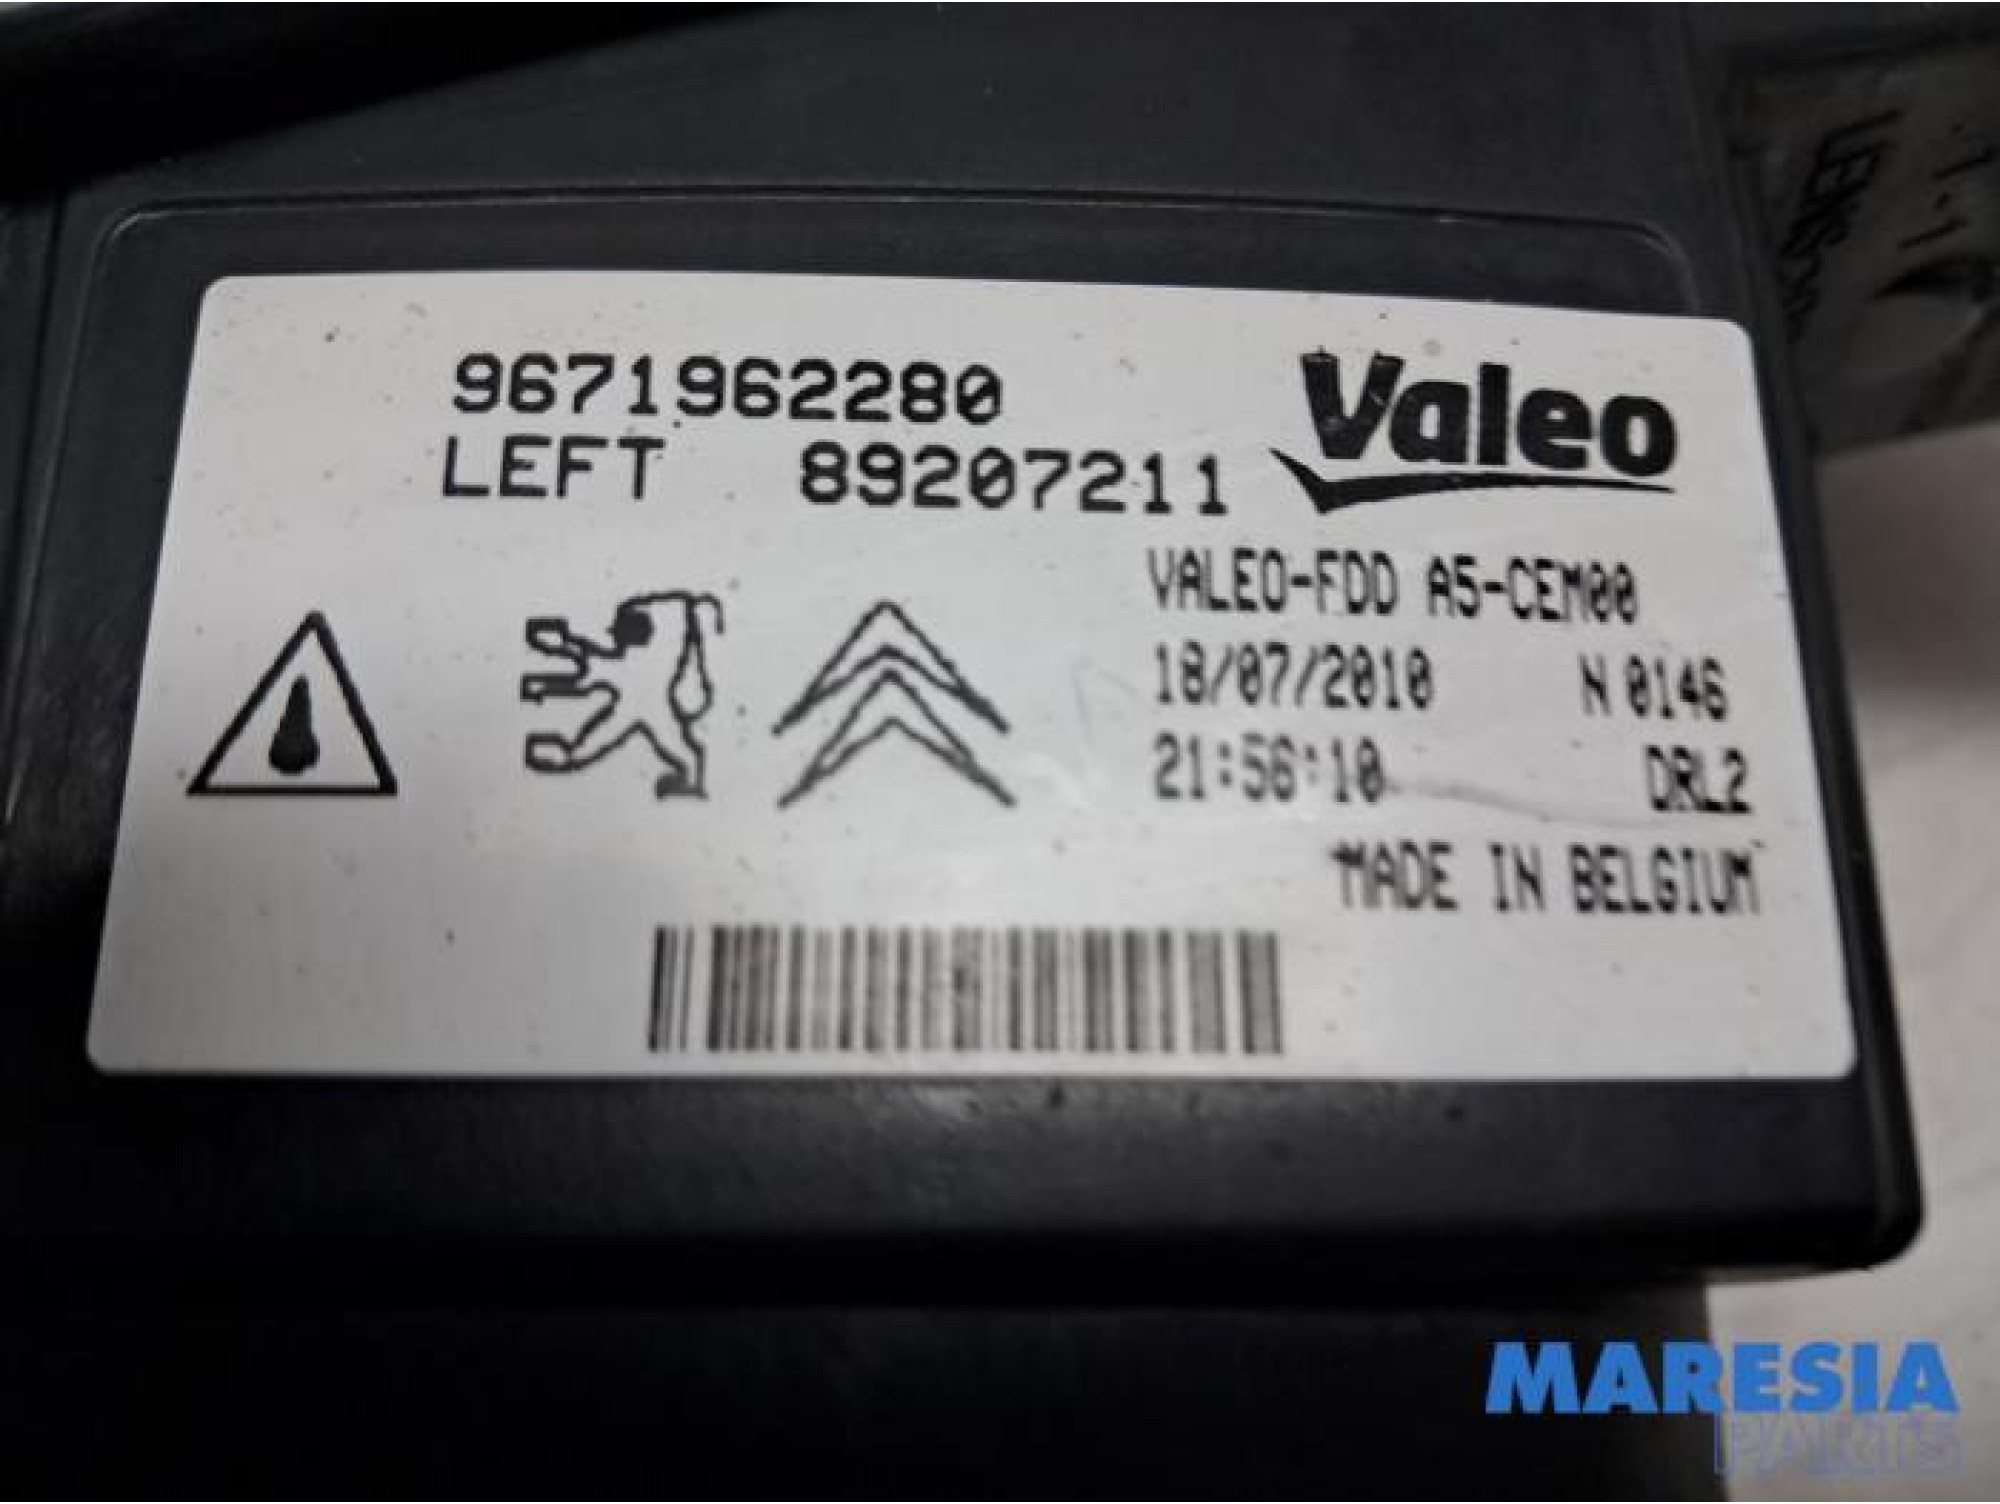 9671962280
LEFT 89207211
Valeo
VALEO-FDD A5-CEM00
18/07/2010 N 0146
21:56:10 DRL2
MADE IN BELGIUM
MARESIA
PARTS